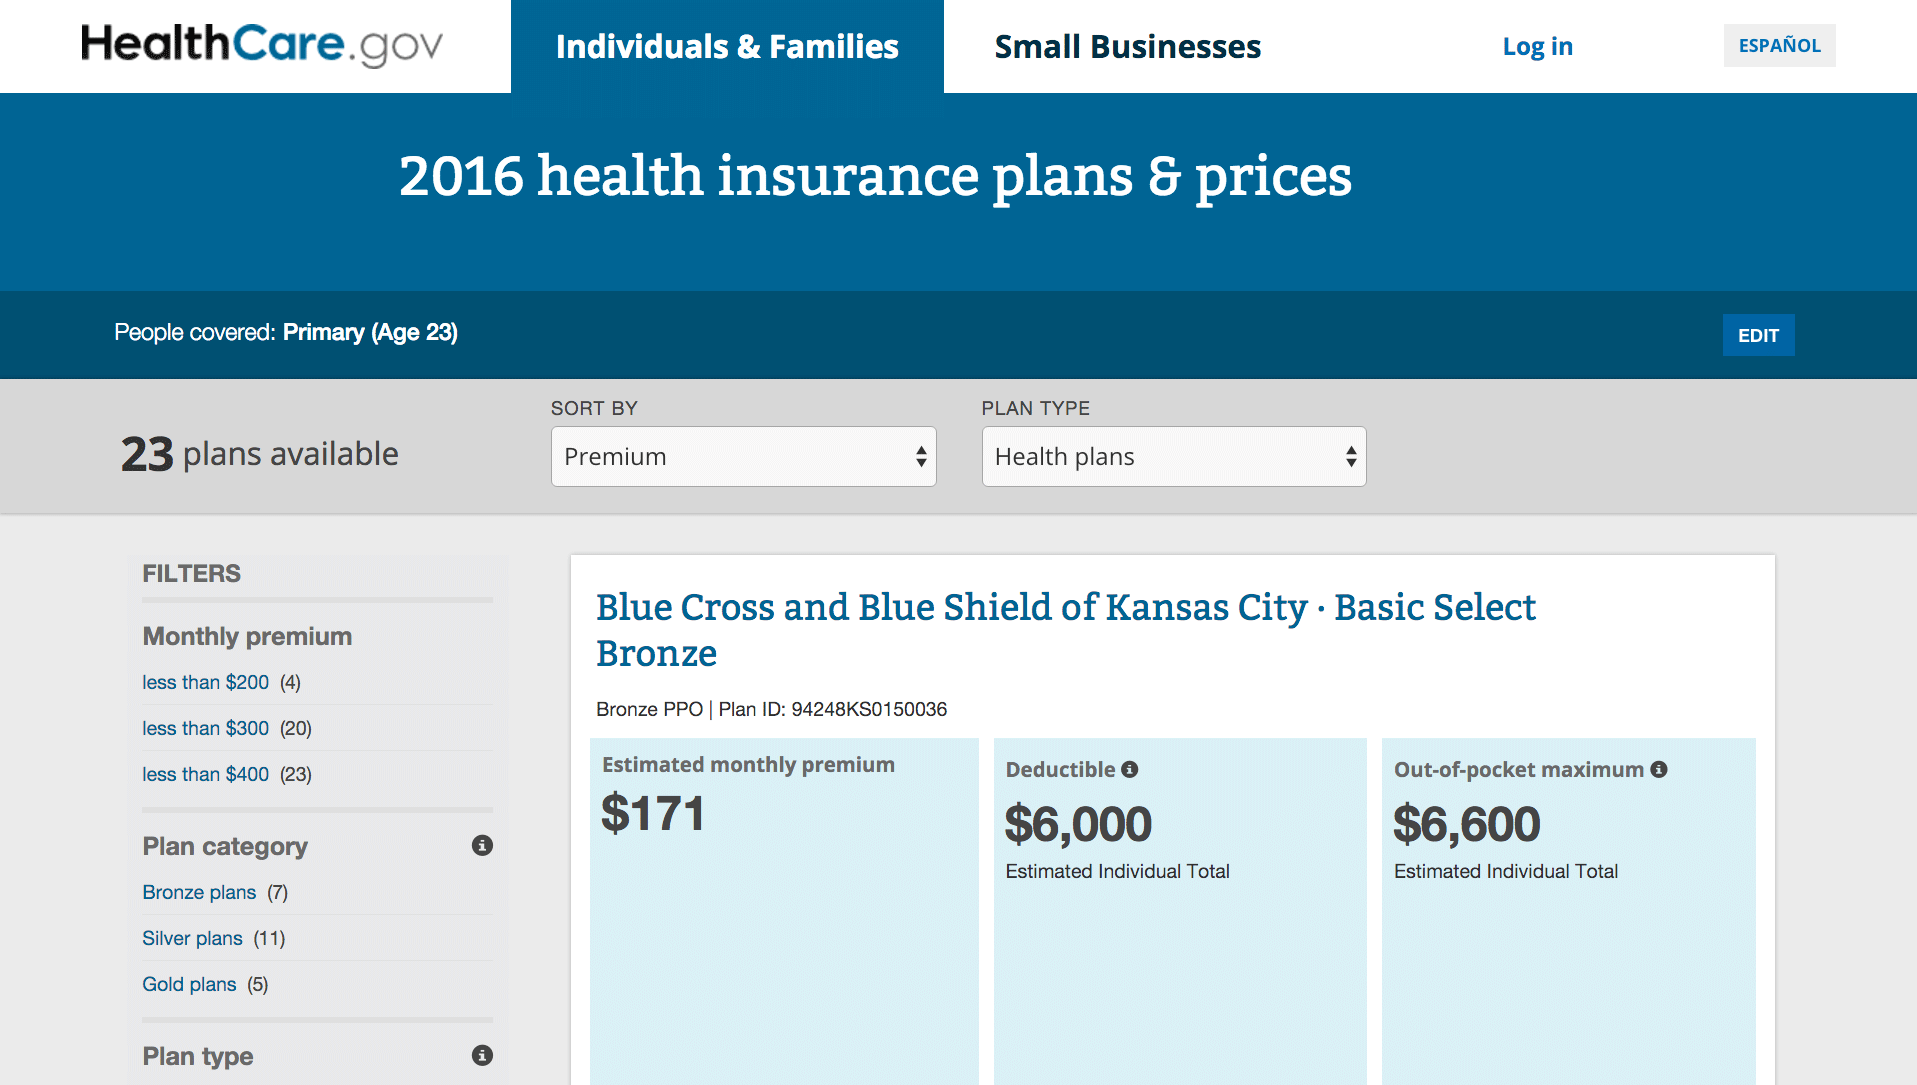 HealthCare.gov
Individuals & Families
Small Businesses
Log in
ESPAÑOL
2016 health insurance plans & prices
People covered: Primary (Age 23)
EDIT
23 plans available
SORT BY
Premium
PLAN TYPE
Health plans
FILTERS
Monthly premium
less than $200 (4)
less than $300 (20)
less than $400 (23)
Plan category
Bronze plans (7)
Silver plans (11)
Gold plans (5)
Plan type
Blue Cross and Blue Shield of Kansas City · Basic Select
Bronze
Bronze PPO | Plan ID: 94248KS0150036
Estimated monthly premium
$171
Deductible
$6,000
Estimated Individual Total
Out-of-pocket maximum
$6,600
Estimated Individual Total